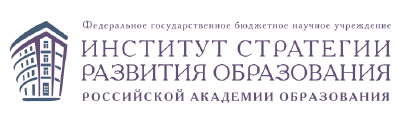 Федеральное государственное бюджетное научное учреждение
ИНСТИТУТ СТРАТЕГИИ
РАЗВИТИЯ ОБРАЗОВАНИЯ
РОССИЙСКОЙ АКАДЕМИИ ОБРАЗОВАНИЯ